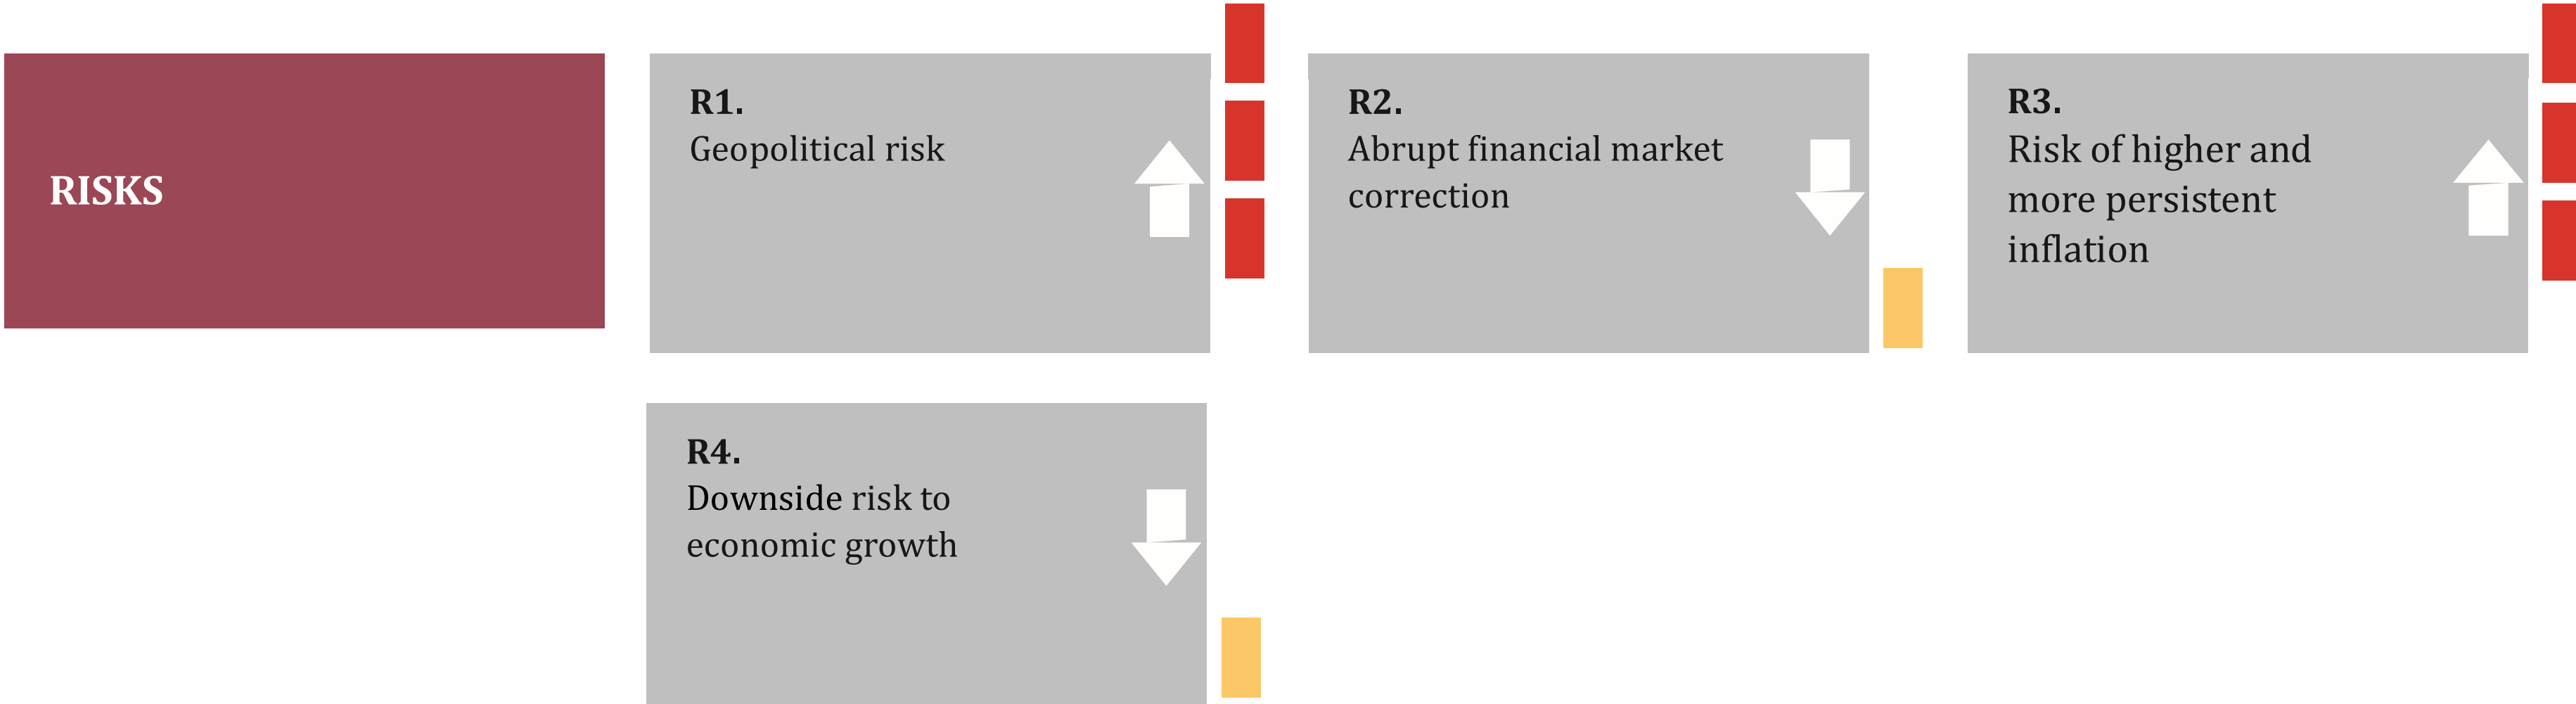 RISKS
R1.
Geopolitical risk
R2.
Abrupt financial market
correction
R3.
Risk of higher and
more persistent
inflation
R4.
Downside risk to
economic growth